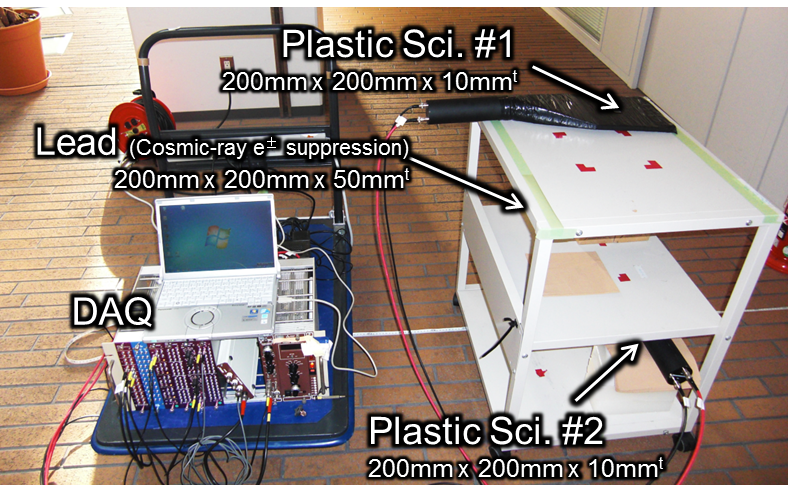 Plastic Sci. #1
200mm x 200mm x 10mmᵗ
Lead (Cosmic-ray e± suppression)
200mm x 200mm x 50mmᵗ
DAQ
Plastic Sci. #2
200mm x 200mm x 10mmᵗ